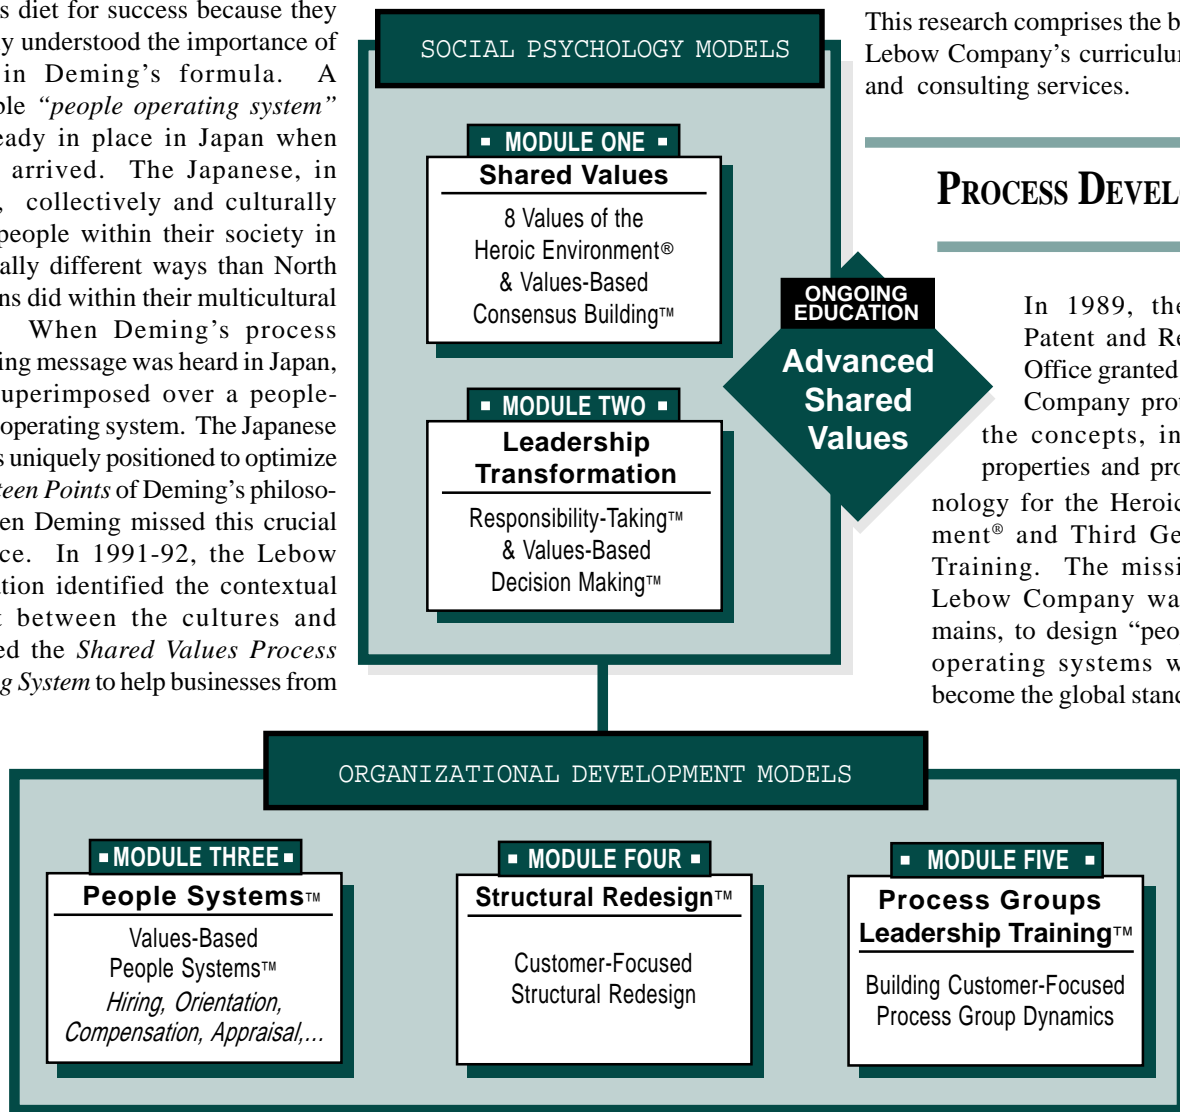 s diet for success because they
y understood the importance of
in Deming’s formula. A
ple “people operating system”
eady in place in Japan when
arrived. The Japanese, in
, collectively and culturally
people within their society in
ally different ways than North
ns did within their multicultural
When Deming’s process
ing message was heard in Japan,
superimposed over a people-
operating system. The Japanese
s uniquely positioned to optimize
teen Points of Deming’s philoso-
en Deming missed this crucial
ce. In 1991-92, the Lebow
ation identified the contextual
t between the cultures and
ed the Shared Values Process
g System to help businesses from
SOCIAL PSYCHOLOGY MODELS
▪ MODULE ONE ▪
Shared Values
8 Values of the
Heroic Environment®
& Values-Based
Consensus Building™
▪ MODULE TWO ▪
Leadership
Transformation
Responsibility-Taking™
& Values-Based
Decision Making™
ONGOING
EDUCATION
Advanced
Shared
Values
This research comprises the b
Lebow Company’s curriculu
and consulting services.
PROCESS DEVEL
In 1989, the
Patent and Re
Office granted
Company pro
the concepts, in
properties and pro
nology for the Heroic
ment® and Third Ge
Training. The missi
Lebow Company wa
mains, to design “peo
operating systems w
become the global stanc
ORGANIZATIONAL DEVELOPMENT MODELS
▪ MODULE THREE ▪
People Systems™
Values-Based
People Systems™
Hiring, Orientation,
Compensation, Appraisal,...
▪ MODULE FOUR ▪
Structural Redesign™
Customer-Focused
Structural Redesign
▪ MODULE FIVE ▪
Process Groups
Leadership Training™
Building Customer-Focused
Process Group Dynamics